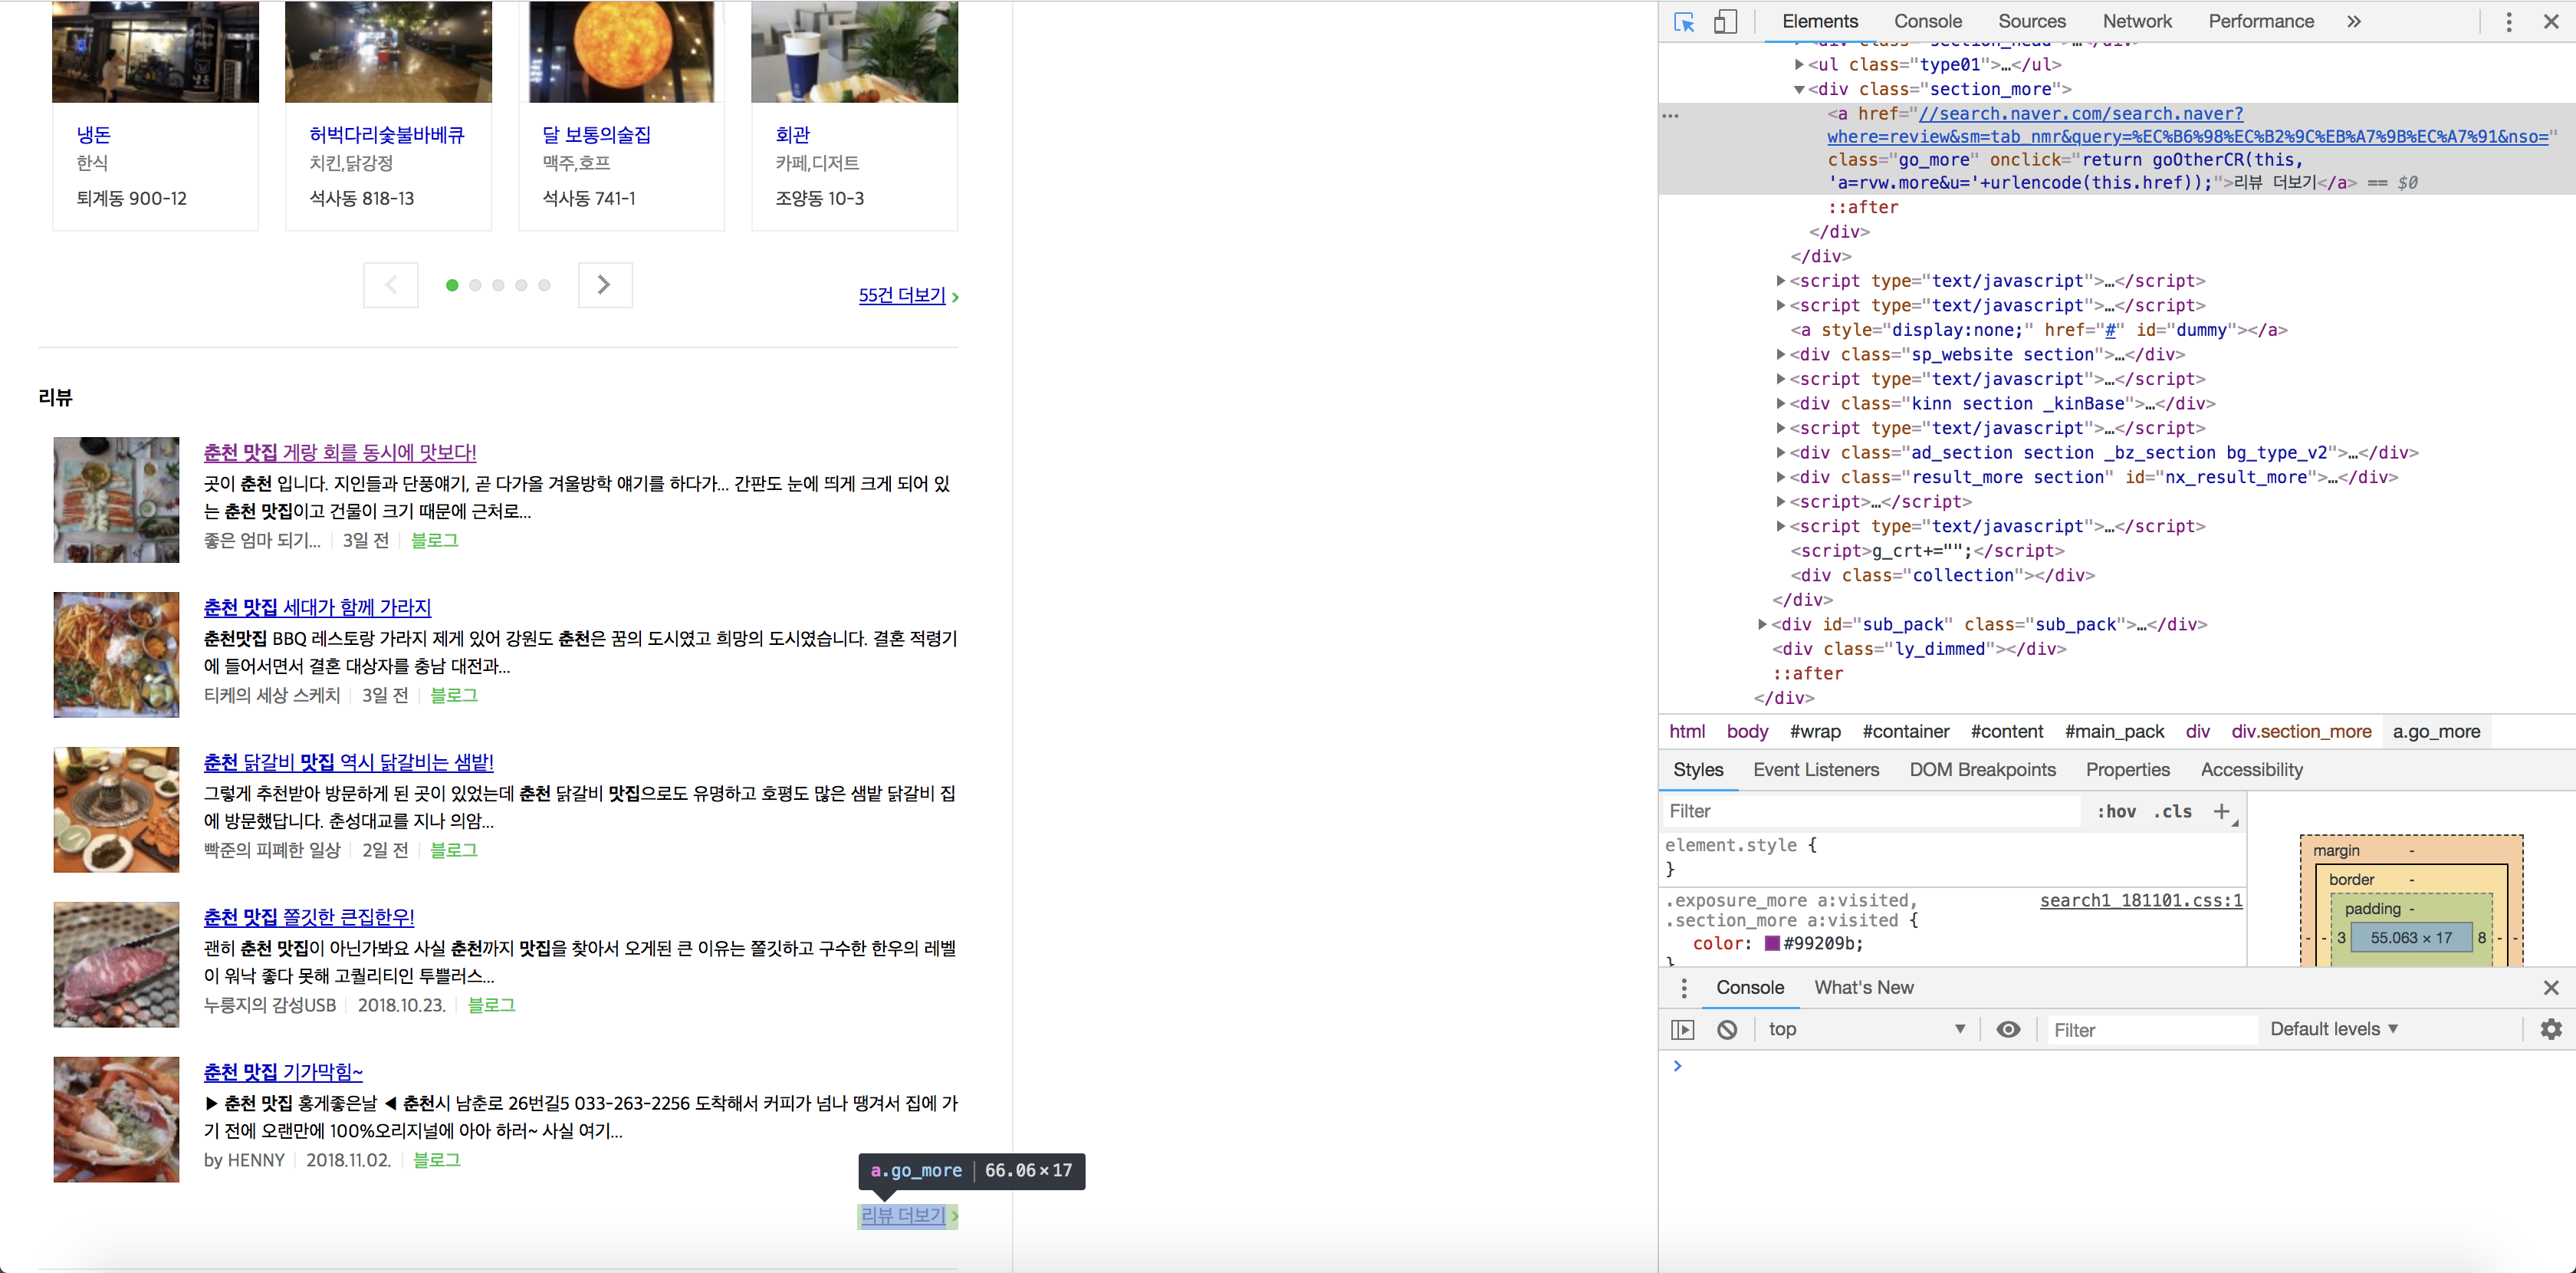 냉돈
한식
퇴계동 900-12
허벅다리숯불바베큐
치킨,닭강정
석사동 818-13
달 보통의술집
맥주,호프
석사동 741-1
회관
카페,디저트
조양동 10-3
55건 더보기
리뷰
춘천 맛집 게랑 회를 동시에 맛보다!
곳이 춘천 입니다. 지인들과 단풍얘기, 곧 다가올 겨울방학 얘기를 하다가... 간판도 눈에 띄게 크게 되어 있
는 춘천 맛집이고 건물이 크기 때문에 근처로...
좋은 엄마 되기... 3일 전 블로그
춘천 맛집 세대가 함께 가라지
춘천맛집 BBQ 레스토랑 가라지 제게 있어 강원도 춘천은 꿈의 도시였고 희망의 도시였습니다. 결혼 적령기
에 들어서면서 결혼 대상자를 충남 대전과...
티케의 세상 스케치 3일 전 블로그
춘천 닭갈비 맛집 역시 닭갈비는 샘밭!
그렇게 추천받아 방문하게 된 곳이 있었는데 춘천 닭갈비 맛집으로도 유명하고 호평도 많은 샘밭 닭갈비 집
에 방문했답니다. 춘성대교를 지나 의암...
빡준의 피폐한 일상 2일 전 블로그
춘천 맛집 쫄깃한 큰집한우!
괜히 춘천 맛집이 아닌가봐요 사실 춘천까지 맛집을 찾아서 오게된 큰 이유는 쫄깃하고 구수한 한우의 레벨
이 워낙 좋다 못해 고퀄리티인 투쁠러스...
누룽지의 감성USB 2018.10.23. 블로그
춘천 맛집 기가막힘~
▶ 춘천 맛집 홍게좋은날 ◀ 춘천시 남춘로 26번길5 033-263-2256 도착해서 커피가 넘나 땡겨서 집에 가
기 전에 오랜만에 100%오리지널에 아아 하러~ 사실 여기...
by HENNY 2018.11.02. 블로그
a.go_more 66.06×17
리뷰 더보기
Elements Console Sources Network Performance »
<div class="section_head">…</div>
<ul class="type01">…</ul>
<div class="section_more">
<a href="//search.naver.com/search.naver?
where=review&sm=tab_nmr&query=%EC%B6%98%EC%B2%9C%EB%A7%9B%EC%A7%91&nso="
class="go_more" onclick="return goOtherCR(this,
'a=rvw.more&u='+urlencode(this.href));">리뷰 더보기</a> == $0
::after
</div>
</div>
<script type="text/javascript">…</script>
<script type="text/javascript">…</script>
<a style="display:none;" href="#" id="dummy"></a>
<div class="sp_website section">…</div>
<script type="text/javascript">…</script>
<div class="kinn section _kinBase">…</div>
<script type="text/javascript">…</script>
<div class="ad_section section _bz_section bg_type_v2">…</div>
<div class="result_more section" id="nx_result_more">…</div>
<script>…</script>
<script type="text/javascript">…</script>
<script>g_crt+="";</script>
<div class="collection"></div>
</div>
<div id="sub_pack" class="sub_pack">…</div>
<div class="ly_dimmed"></div>
::after
</div>
html body #wrap #container #content #main_pack div div.section_more a.go_more
Styles Event Listeners DOM Breakpoints Properties Accessibility
Filter :hov .cls +
element.style {
}
.exposure_more a:visited, search1_181101.css:1
.section_more a:visited {
color: #99209b;
}
margin -
border -
padding -
- - 3 55.063 × 17 8 - -
Console What's New
top Filter Default levels